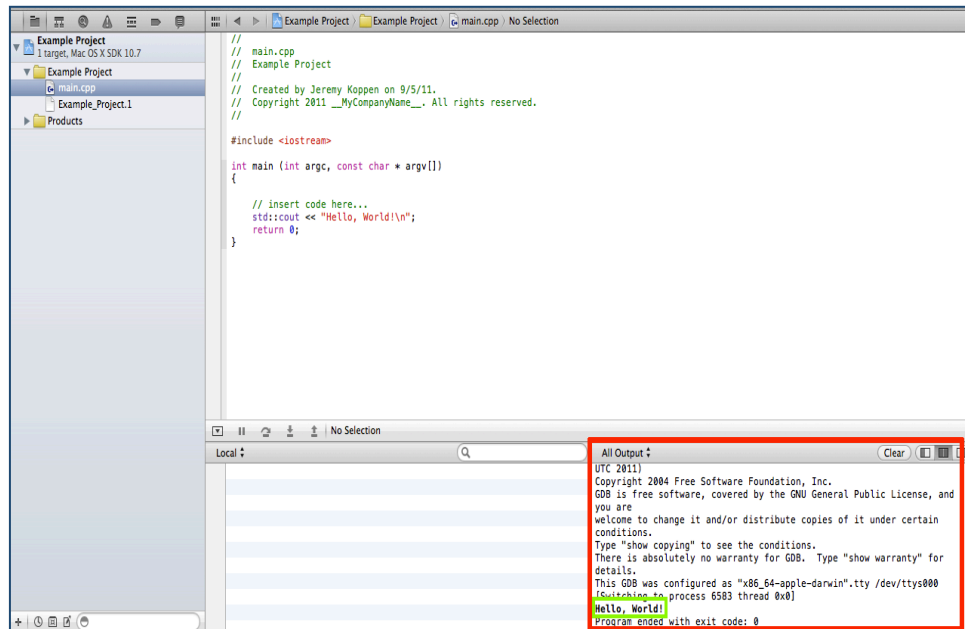 Example Project > Example Project > main.cpp > No Selection
Example Project
1 target, Mac OS X SDK 10.7
Example Project
main.cpp
Example_Project.1
Products
//
//  main.cpp
//  Example Project
//
//  Created by Jeremy Koppen on 9/5/11.
//  Copyright 2011 __MyCompanyName__. All rights reserved.
//
#include <iostream>
int main (int argc, const char * argv[])
{
    // insert code here...
    std::cout << "Hello, World!\n";
    return 0;
}
No Selection
Local
All Output
Clear
UTC 2011)
Copyright 2004 Free Software Foundation, Inc.
GDB is free software, covered by the GNU General Public License, and
you are
welcome to change it and/or distribute copies of it under certain
conditions.
Type "show copying" to see the conditions.
There is absolutely no warranty for GDB.  Type "show warranty" for
details.
This GDB was configured as "x86_64-apple-darwin".tty /dev/ttys000
[Switching to process 6583 thread 0x0]
Hello, World!
Program ended with exit code: 0